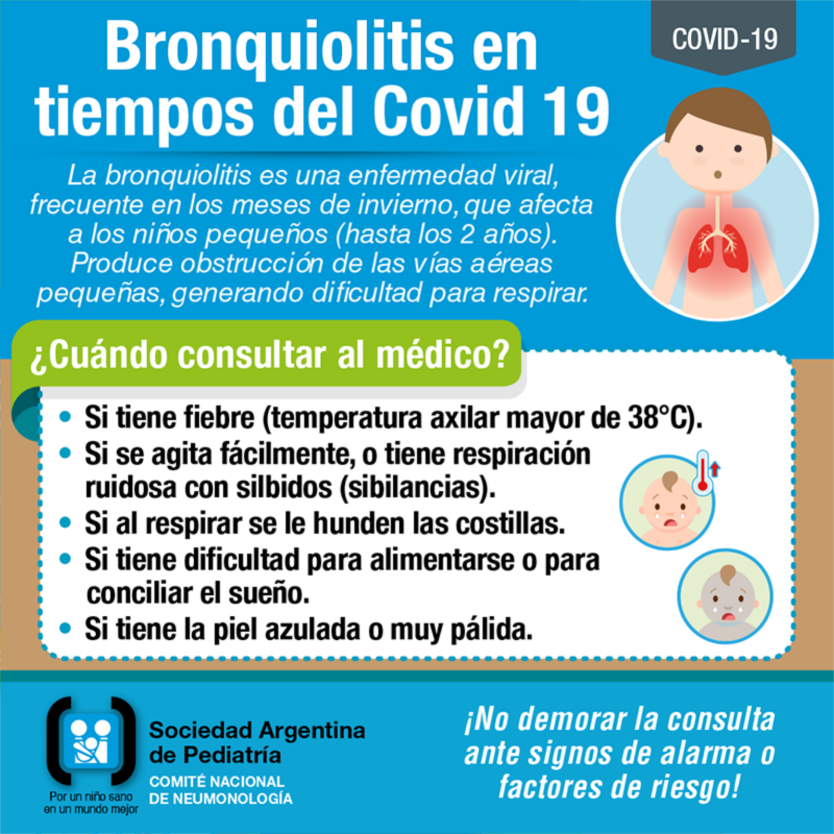 COVID-19
Bronquiolitis en
tiempos del Covid 19
La bronquiolitis es una enfermedad viral,
frecuente en los meses de invierno, que afecta
a los niños pequeños (hasta los 2 años).
Produce obstrucción de las vías aéreas
pequeñas, generando dificultad para respirar.
¿Cuándo consultar al médico?
• Si tiene fiebre (temperatura axilar mayor de 38°C).
• Si se agita fácilmente, o tiene respiración
ruidosa con silbidos (sibilancias).
• Si al respirar se le hunden las costillas.
• Si tiene dificultad para alimentarse o para
conciliar el sueño.
• Si tiene la piel azulada o muy pálida.
Sociedad Argentina
de Pediatría
COMITÉ NACIONAL
DE NEUMONOLOGÍA
Por un niño sano
en un mundo mejor
¡No demorar la consulta
ante signos de alarma o
factores de riesgo!